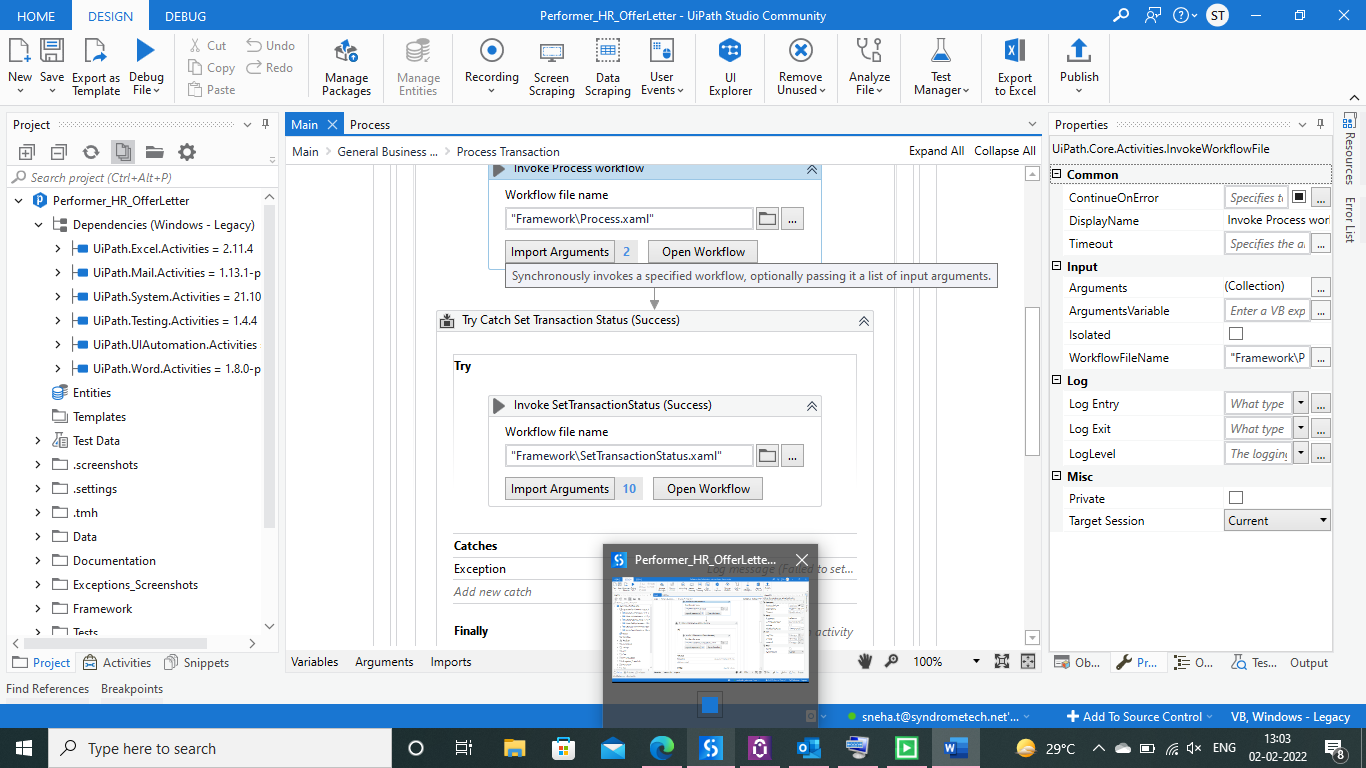 HOME DESIGN DEBUG Performer_HR_OfferLetter - UiPath Studio Community ST
New Save Export as Template Debug File Cut Copy Paste Undo Redo Manage Packages Manage Entities Recording Screen Scraping Data Scraping User Events UI Explorer Remove Unused Analyze File Test Manager Export to Excel Publish
Project
Search project (Ctrl+Alt+P)
Performer_HR_OfferLetter
Dependencies (Windows - Legacy)
UiPath.Excel.Activities = 2.11.4
UiPath.Mail.Activities = 1.13.1-p
UiPath.System.Activities = 21.10
UiPath.Testing.Activities = 1.4.4
UiPath.UIAutomation.Activities
UiPath.Word.Activities = 1.8.0-p
Entities
Templates
Test Data
.screenshots
.settings
.tmh
Data
Documentation
Exceptions_Screenshots
Framework
Tests
Project Activities Snippets
Find References Breakpoints
Main Process
Main General Business ... Process Transaction Expand All Collapse All
Invoke Process workflow
Workflow file name
"Framework\Process.xaml" ...
Import Arguments 2 Open Workflow
Synchronously invokes a specified workflow, optionally passing it a list of input arguments.
Try Catch Set Transaction Status (Success)
Try
Invoke SetTransactionStatus (Success)
Workflow file name
"Framework\SetTransactionStatus.xaml" ...
Import Arguments 10 Open Workflow
Catches
Exception Log message (Failed to set...
Add new catch
Finally activity
Performer_HR_OfferLette...
Variables Arguments Imports 100%
Properties
UiPath.Core.Activities.InvokeWorkflowFile
Common
ContinueOnError Specifies t ...
DisplayName Invoke Process wor
Timeout Specifies the a ...
Input
Arguments (Collection) ...
ArgumentsVariable Enter a VB exp ...
Isolated
WorkflowFileName "Framework\P ...
Log
Log Entry What type ...
Log Exit What type ...
LogLevel The logging ...
Misc
Private
Target Session Current
Ob... Pr... O... Tes... Output
Resources
Error List
sneha.t@syndrometech.net'... Add To Source Control VB, Windows - Legacy
Type here to search 29°C ENG 13:03 02-02-2022 8